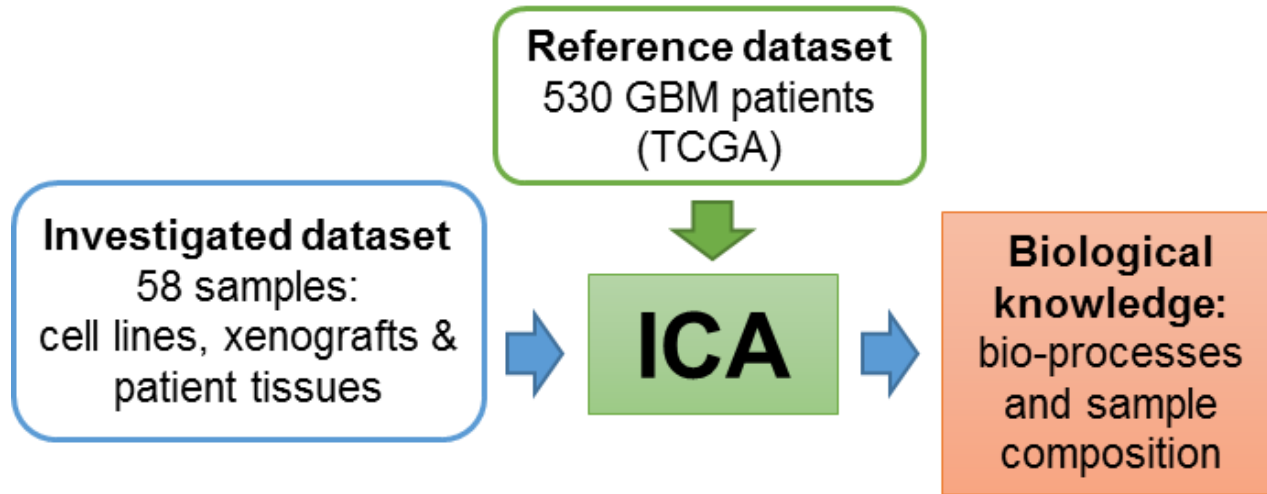 Reference dataset
530 GBM patients
(TCGA)
Investigated dataset
58 samples:
cell lines, xenografts &
patient tissues
ICA
Biological
knowledge:
bio-processes
and sample
composition